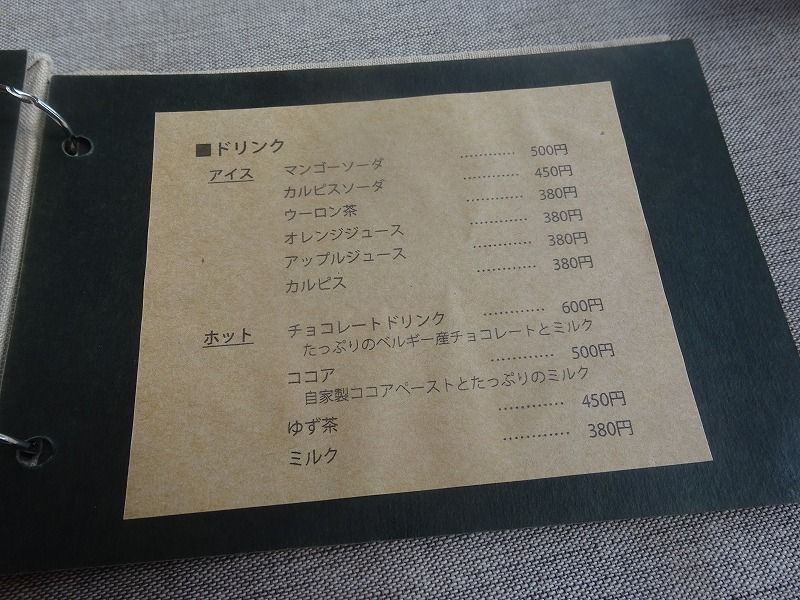 ■ドリンク
アイス マンゴーソーダ ............ 500円
カルピスソーダ ............ 450円
ウーロン茶 ............ 380円
オレンジジュース ............ 380円
アップルジュース ............ 380円
カルピス ............ 380円
ホット チョコレートドリンク ............ 600円
たっぷりのベルギー産チョコレートとミルク
ココア ............ 500円
自家製ココアペーストとたっぷりのミルク
ゆず茶 ............ 450円
ミルク ............ 380円